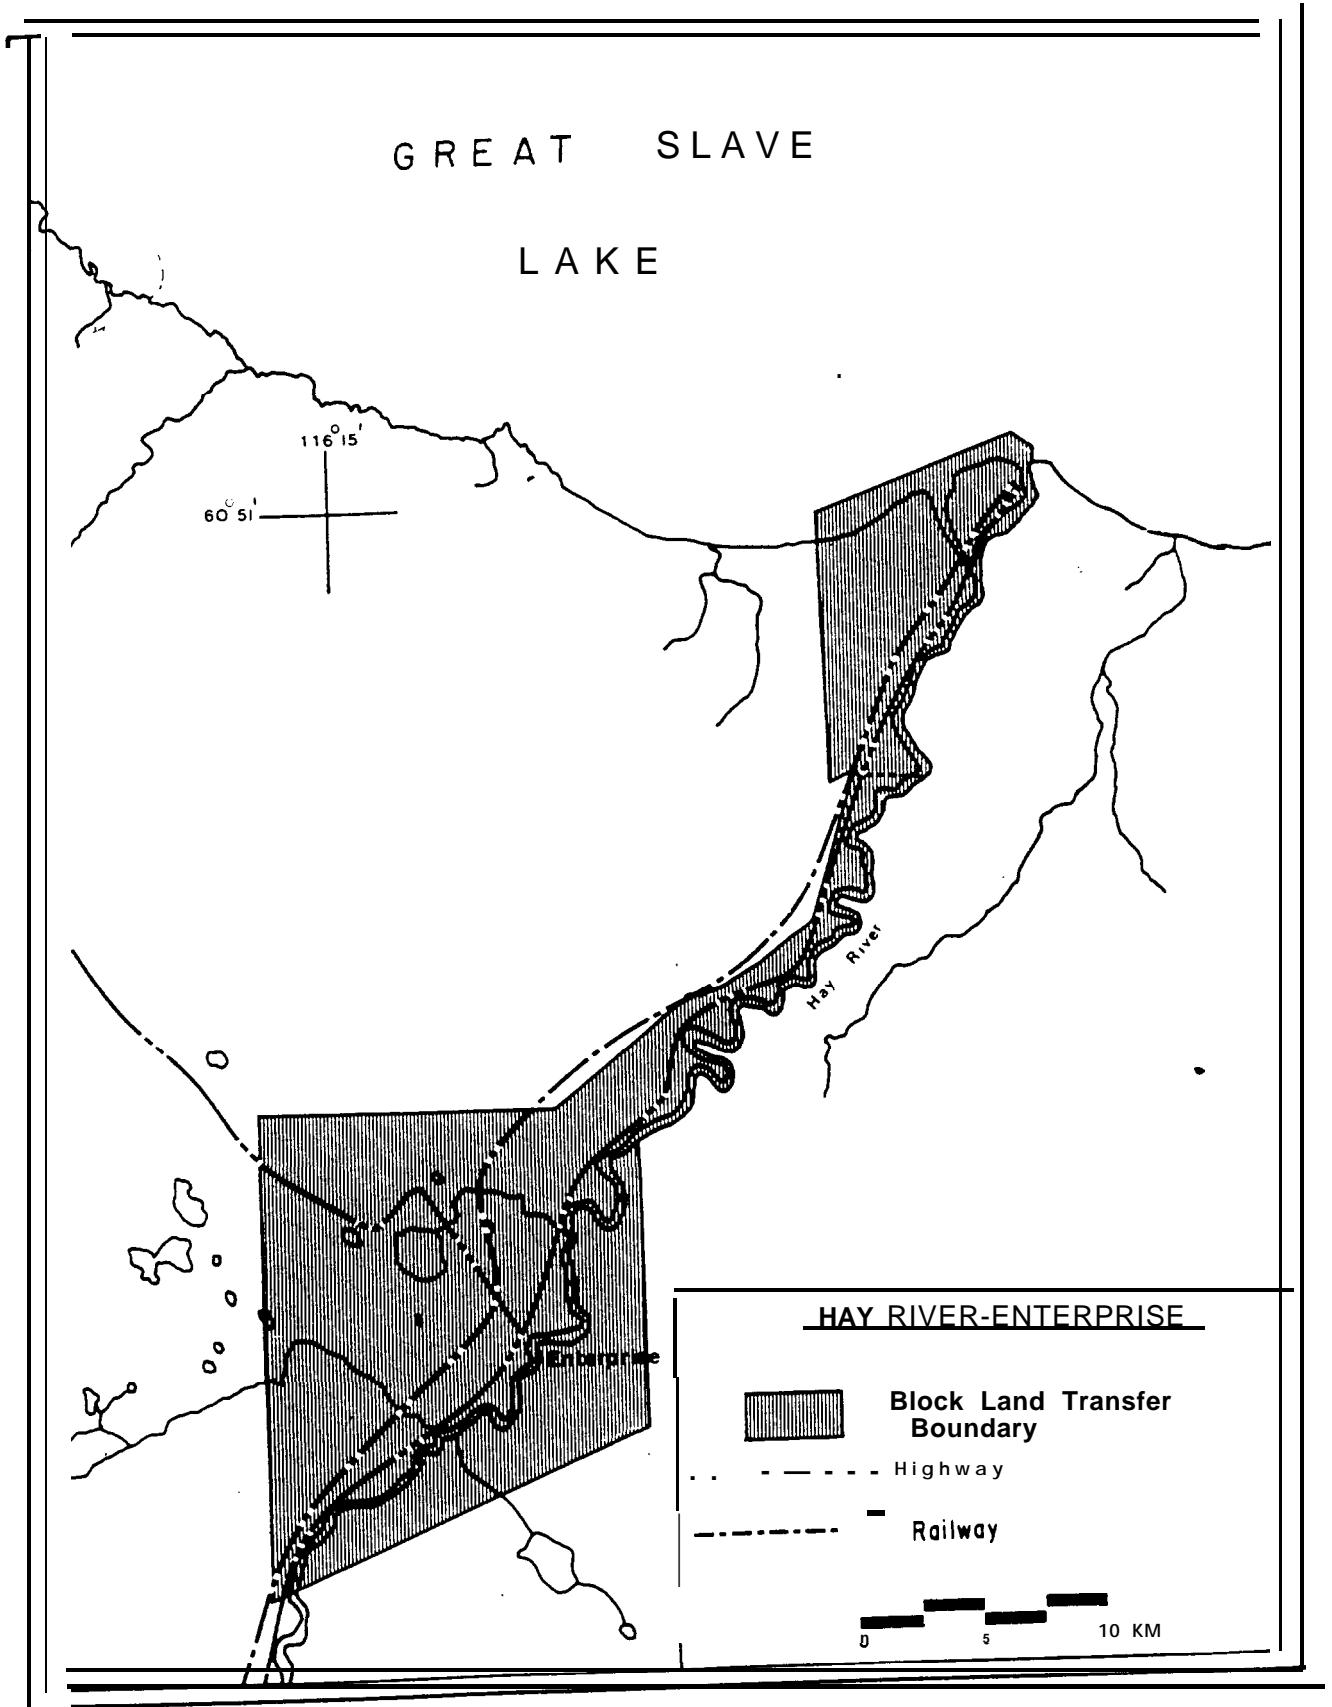 GREAT SLAVE
LAKE
116° 15'
60° 51'
Hay River
Enterprise
HAY RIVER-ENTERPRISE
Block Land Transfer
Boundary
Highway
Railway
0 5 10 KM